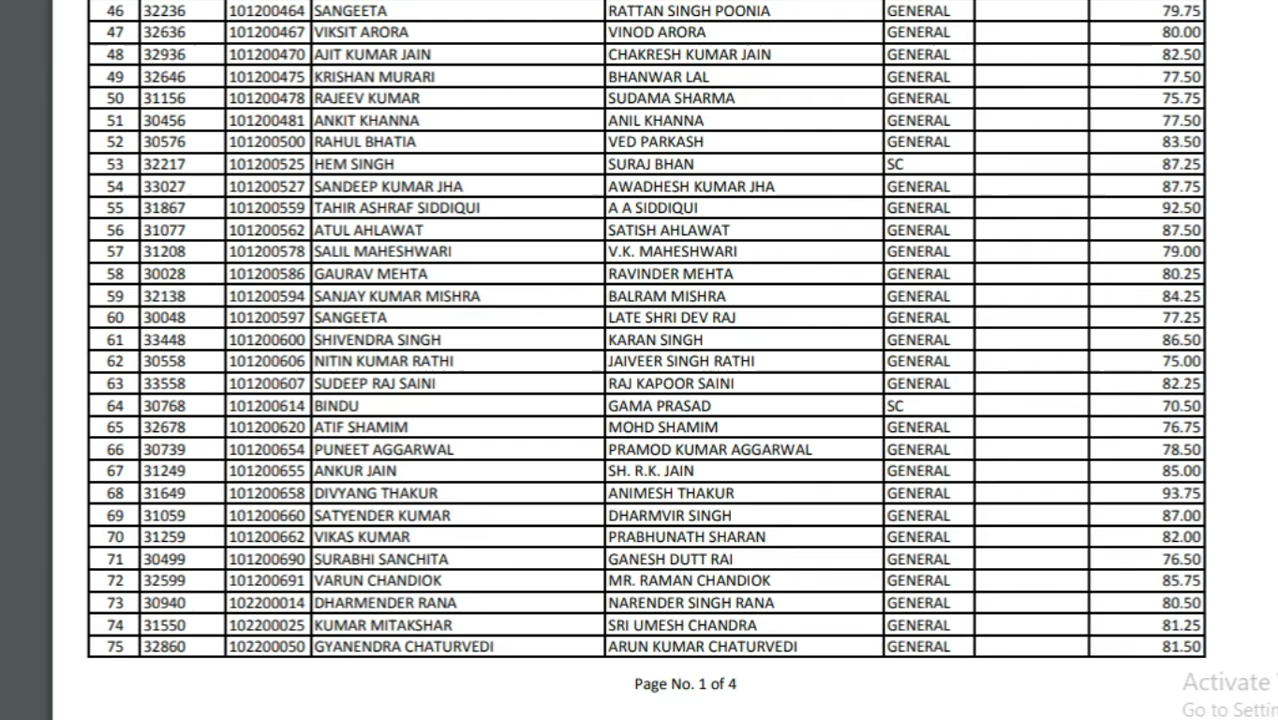 46 32236 101200464 SANGEETA RATTAN SINGH POONIA GENERAL 79.75
47 32636 101200467 VIKSIT ARORA VINOD ARORA GENERAL 80.00
48 32936 101200470 AJIT KUMAR JAIN CHAKRESH KUMAR JAIN GENERAL 82.50
49 32646 101200475 KRISHAN MURARI BHANWAR LAL GENERAL 77.50
50 31156 101200478 RAJEEV KUMAR SUDAMA SHARMA GENERAL 75.75
51 30456 101200481 ANKIT KHANNA ANIL KHANNA GENERAL 77.50
52 30576 101200500 RAHUL BHATIA VED PARKASH GENERAL 83.50
53 32217 101200525 HEM SINGH SURAJ BHAN SC 87.25
54 33027 101200527 SANDEEP KUMAR JHA AWADHESH KUMAR JHA GENERAL 87.75
55 31867 101200559 TAHIR ASHRAF SIDDIQUI A A SIDDIQUI GENERAL 92.50
56 31077 101200562 ATUL AHLAWAT SATISH AHLAWAT GENERAL 87.50
57 31208 101200578 SALIL MAHESHWARI V.K. MAHESHWARI GENERAL 79.00
58 30028 101200586 GAURAV MEHTA RAVINDER MEHTA GENERAL 80.25
59 32138 101200594 SANJAY KUMAR MISHRA BALRAM MISHRA GENERAL 84.25
60 30048 101200597 SANGEETA LATE SHRI DEV RAJ GENERAL 77.25
61 33448 101200600 SHIVENDRA SINGH KARAN SINGH GENERAL 86.50
62 30558 101200606 NITIN KUMAR RATHI JAIVEER SINGH RATHI GENERAL 75.00
63 33558 101200607 SUDEEP RAJ SAINI RAJ KAPOOR SAINI GENERAL 82.25
64 30768 101200614 BINDU GAMA PRASAD SC 70.50
65 32678 101200620 ATIF SHAMIM MOHD SHAMIM GENERAL 76.75
66 30739 101200654 PUNEET AGGARWAL PRAMOD KUMAR AGGARWAL GENERAL 78.50
67 31249 101200655 ANKUR JAIN SH. R.K. JAIN GENERAL 85.00
68 31649 101200658 DIVYANG THAKUR ANIMESH THAKUR GENERAL 93.75
69 31059 101200660 SATYENDER KUMAR DHARMVIR SINGH GENERAL 87.00
70 31259 101200662 VIKAS KUMAR PRABHUNATH SHARAN GENERAL 82.00
71 30499 101200690 SURABHI SANCHITA GANESH DUTT RAI GENERAL 76.50
72 32599 101200691 VARUN CHANDIOK MR. RAMAN CHANDIOK GENERAL 85.75
73 30940 102200014 DHARMENDER RANA NARENDER SINGH RANA GENERAL 80.50
74 31550 102200025 KUMAR MITAKSHAR SRI UMESH CHANDRA GENERAL 81.25
75 32860 102200050 GYANENDRA CHATURVEDI ARUN KUMAR CHATURVEDI GENERAL 81.50
Page No. 1 of 4
Activate
Go to